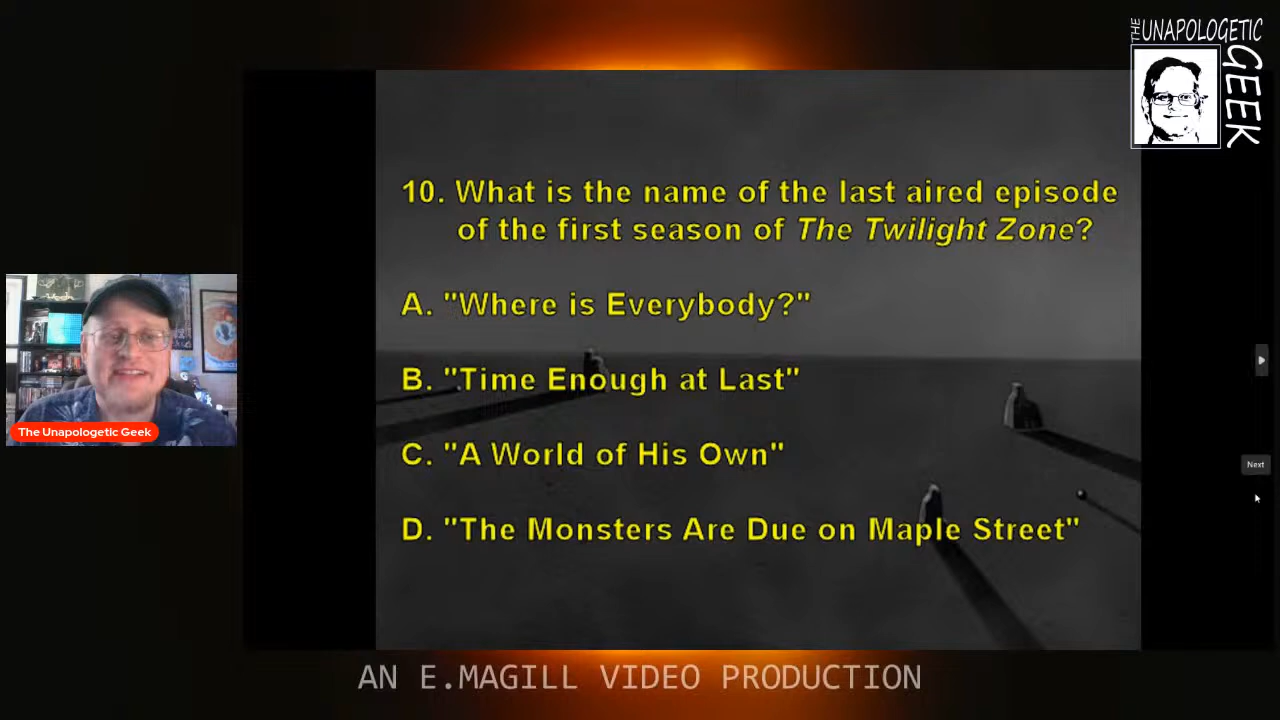 THE UNAPOLOGETIC GEEK
10. What is the name of the last aired episode
of the first season of The Twilight Zone?
A. "Where is Everybody?"
B. "Time Enough at Last"
C. "A World of His Own"
D. "The Monsters Are Due on Maple Street"
The Unapologetic Geek
Next
AN E.MAGILL VIDEO PRODUCTION